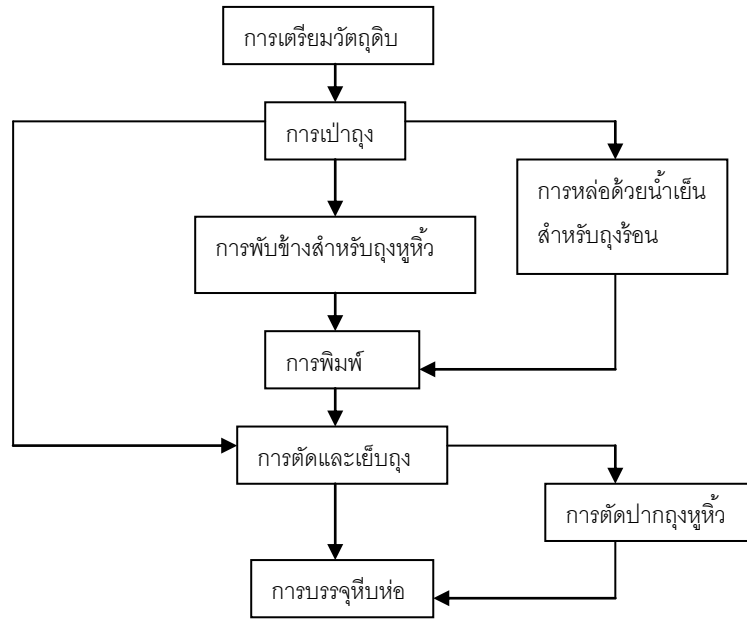 การเตรียมวัตถุดิบ
การเป่าถุง
การหล่อด้วยน้ำเย็น
สำหรับถุงร้อน
การพับข้างสำหรับถุงหูหิ้ว
การพิมพ์
การตัดและเย็บถุง
การตัดปากถุงหูหิ้ว
การบรรจุหีบห่อ